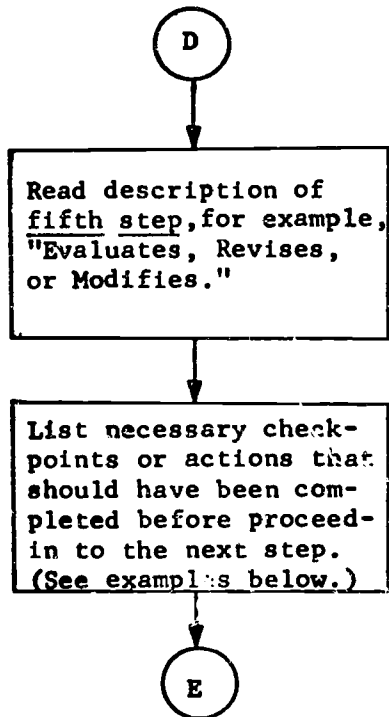 D
Read description of
fifth step, for example,
"Evaluates, Revises,
or Modifies."
List necessary check-
points or actions that
should have been com-
pleted before proceed-
in to the next step.
(See examples below.)
E